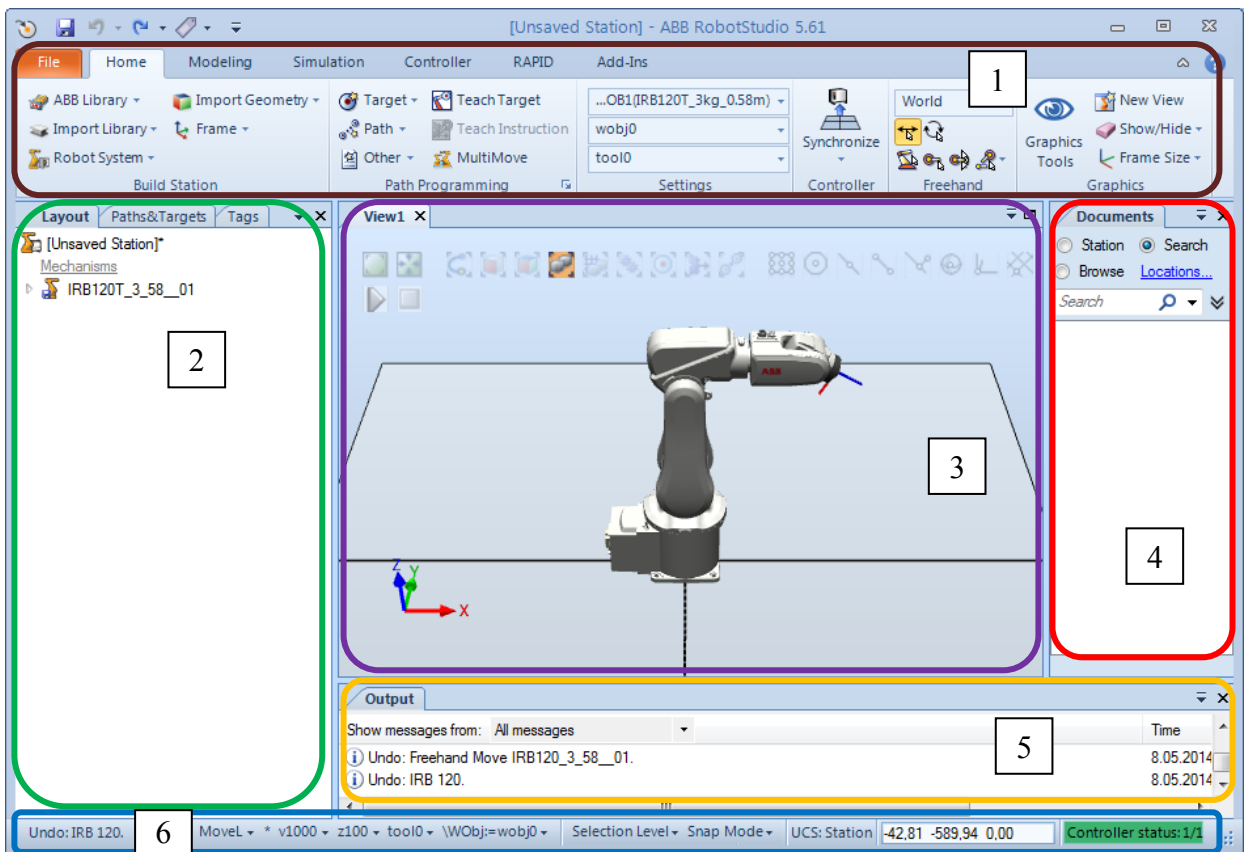 [Unsaved Station] - ABB RobotStudio 5.61
File Home Modeling Simulation Controller RAPID Add-Ins
1
ABB Library Import Geometry Target Teach Target ...OB1(IRB120T_3kg_0.58m) World New View
Import Library Frame Path Teach Instruction wobj0 Synchronize Graphics Tools Show/Hide
Robot System Other MultiMove tool0 Frame Size
Build Station Path Programming Settings Controller Freehand Graphics
Layout Paths&Targets Tags View1 Documents
[Unsaved Station]* Station Search
Mechanisms Browse Locations...
IRB120T_3_58__01 Search
2
ABB
3
4
Z Y
X
Output
Show messages from: All messages Time
5
Undo: Freehand Move IRB120_3_58__01. 8.05.2014
Undo: IRB 120. 8.05.2014
Undo: IRB 120. 6 MoveL * v1000 z100 tool0 \WObj:=wobj0 Selection Level Snap Mode UCS: Station -42,81 -589,94 0,00 Controller status: 1/1